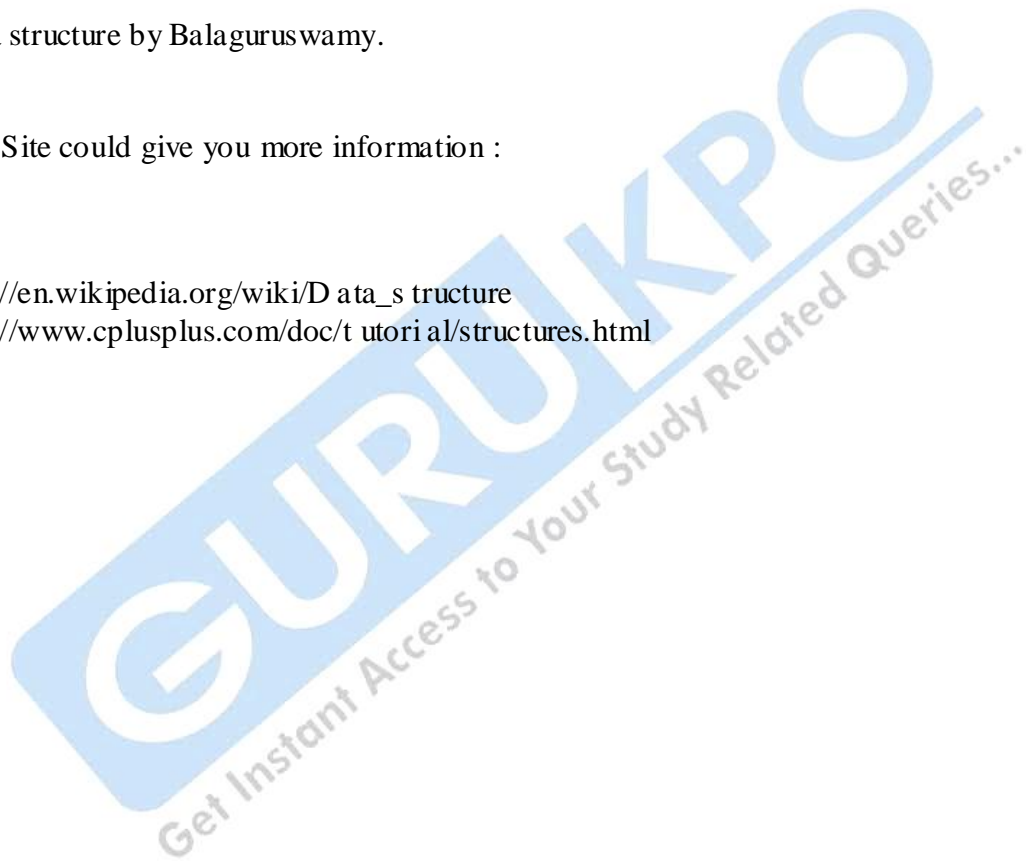 structure by Balaguruswamy.
Site could give you more information :
//en.wikipedia.org/wiki/D ata_s tructure
//www.cplusplus.com/doc/t utori al/structures.html
GURUKPO
Get Instant Access to Your Study Related Queries...